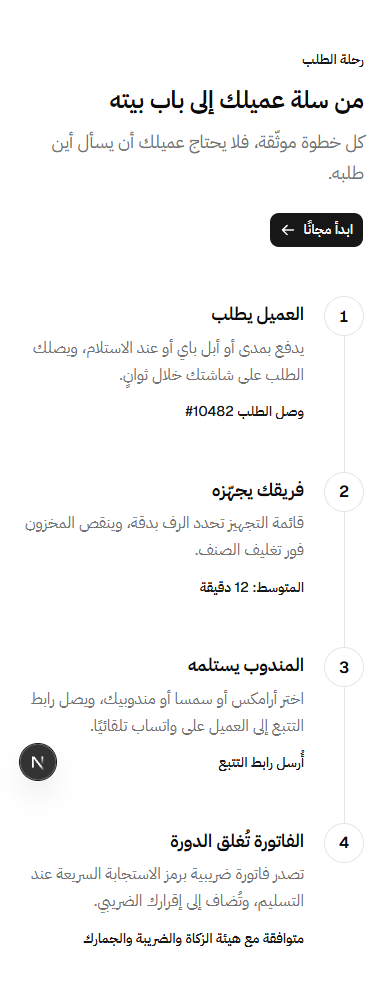 رحلة الطلب
من سلة عميلك إلى باب بيته
كل خطوة موثّقة، فلا يحتاج عميلك أن يسأل أين
طلبه.
ابدأ مجانًا ←
1
العميل يطلب
يدفع بمدى أو أبل باي أو عند الاستلام، ويصلك
الطلب على شاشتك خلال ثوانٍ.
وصل الطلب #10482
2
فريقك يجهّزه
قائمة التجهيز تحدد الرف بدقة، وينقص المخزون
فور تغليف الصنف.
المتوسط: 12 دقيقة
3
المندوب يستلمه
اختر أرامكس أو سمسا أو مندوبيك، ويصل رابط
التتبع إلى العميل على واتساب تلقائيًا.
أُرسل رابط التتبع
N
4
الفاتورة تُغلق الدورة
تصدر فاتورة ضريبية برمز الاستجابة السريعة عند
التسليم، وتُضاف إلى إقرارك الضريبي.
متوافقة مع هيئة الزكاة والضريبة والجمارك